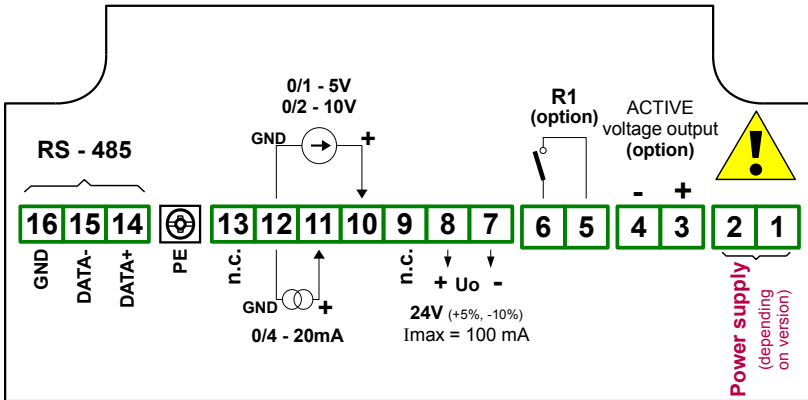 0/1 - 5V
0/2 - 10V
GND
+
RS - 485
R1
(option)
ACTIVE
voltage output
(option)
- +
!
16 15 14
13 12 11 10 9 8 7
6 5
4 3
2 1
GND
DATA-
DATA+
PE
n.c.
GND
+
0/4 - 20mA
n.c.
+ Uo -
24V (+5%, -10%)
Imax = 100 mA
Power supply
(depending
on version)